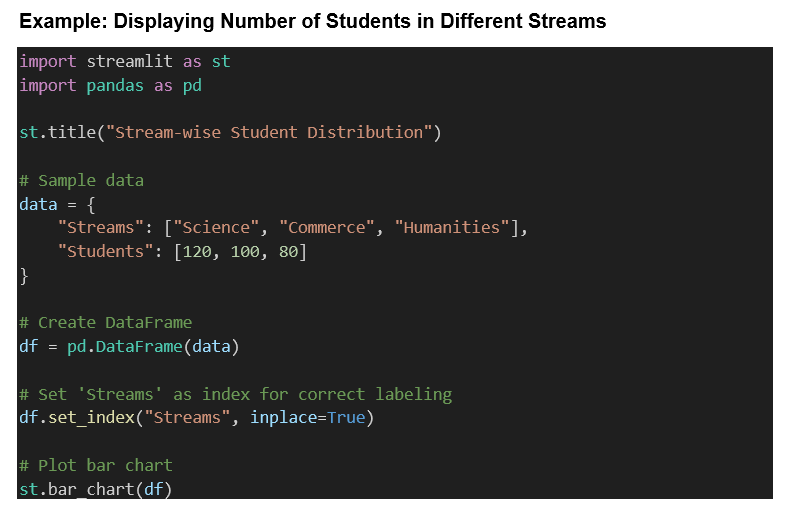 Example: Displaying Number of Students in Different Streams
import streamlit as st
import pandas as pd
st.title("Stream-wise Student Distribution")
# Sample data
data = {
    "Streams": ["Science", "Commerce", "Humanities"],
    "Students": [120, 100, 80]
}
# Create DataFrame
df = pd.DataFrame(data)
# Set 'Streams' as index for correct labeling
df.set_index("Streams", inplace=True)
# Plot bar chart
st.bar_chart(df)